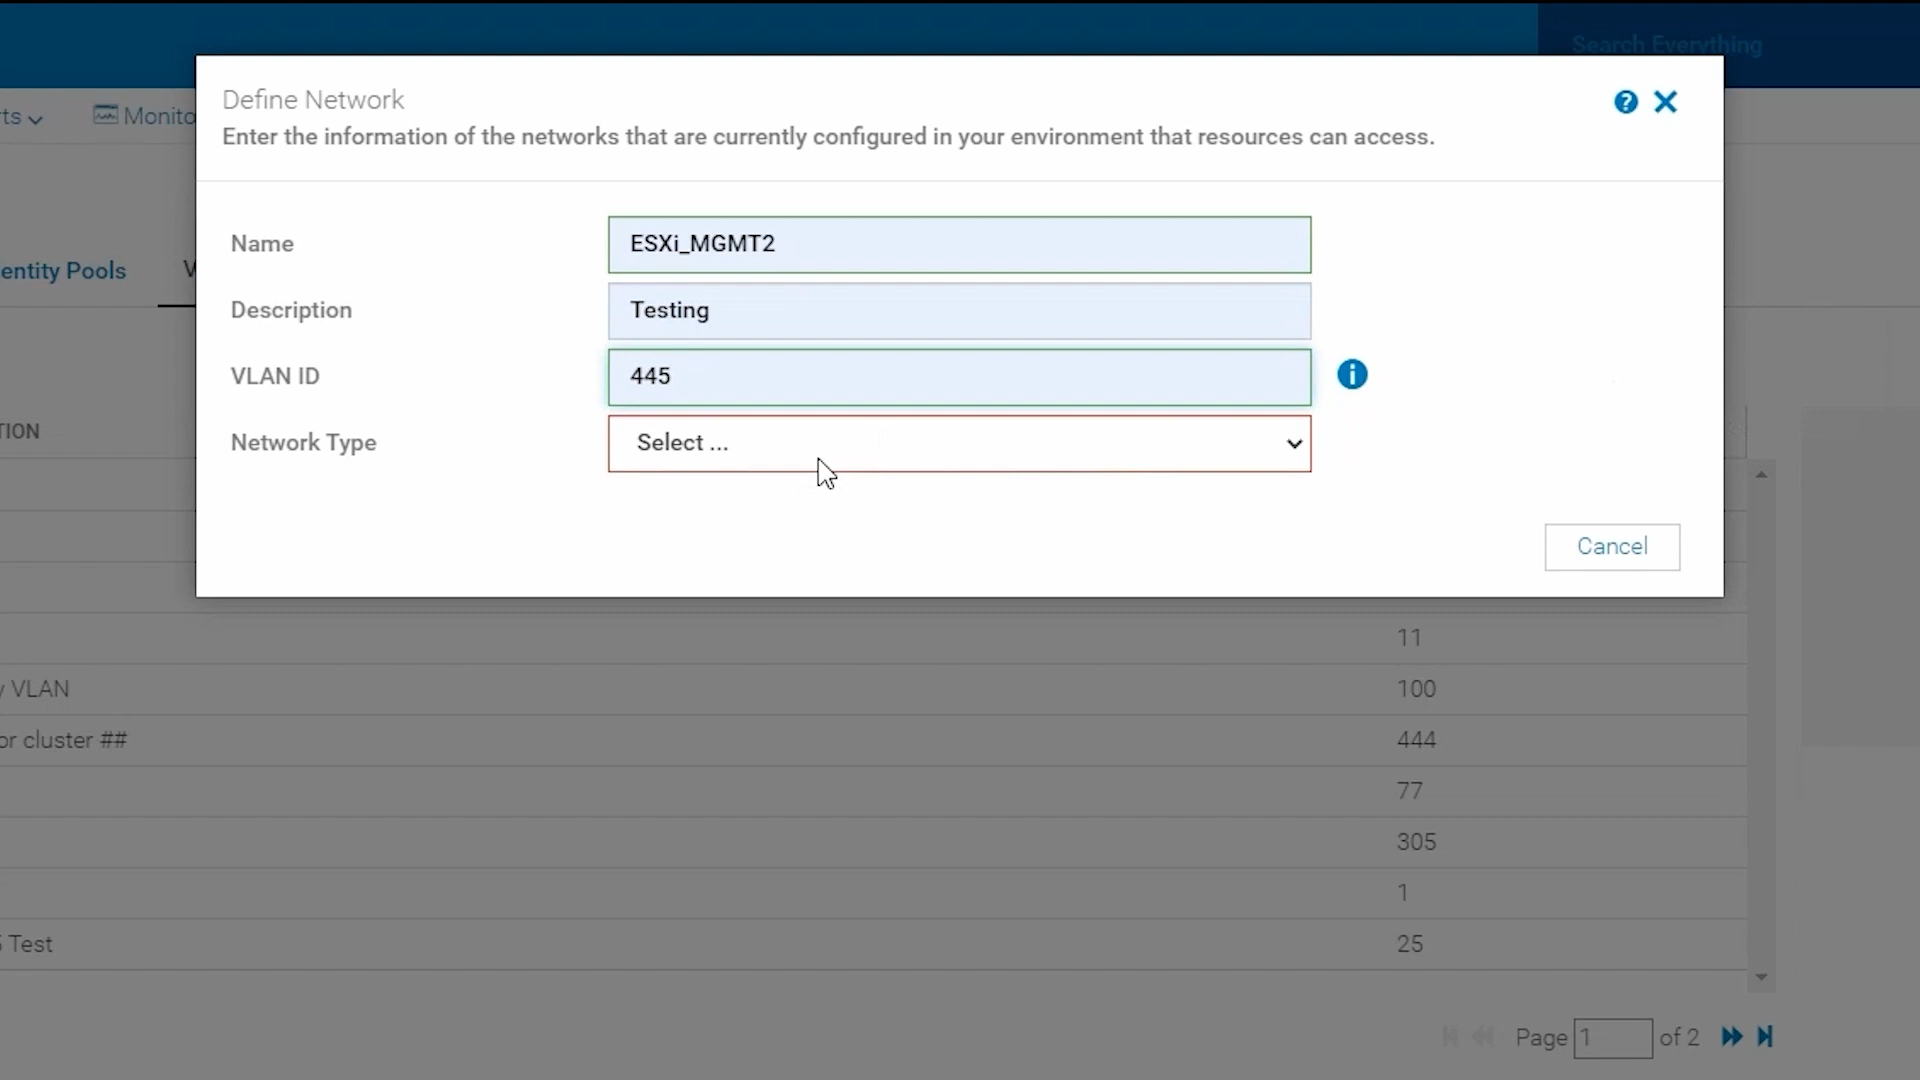 Search Everything
Define Network
Enter the information of the networks that are currently configured in your environment that resources can access.
rts
Monito
Name
ESXi_MGMT2
entity Pools
V
Description
Testing
VLAN ID
445
Network Type
Select ...
TION
Cancel
11
y VLAN
100
or cluster ##
444
77
305
1
Test
25
Page 1 of 2